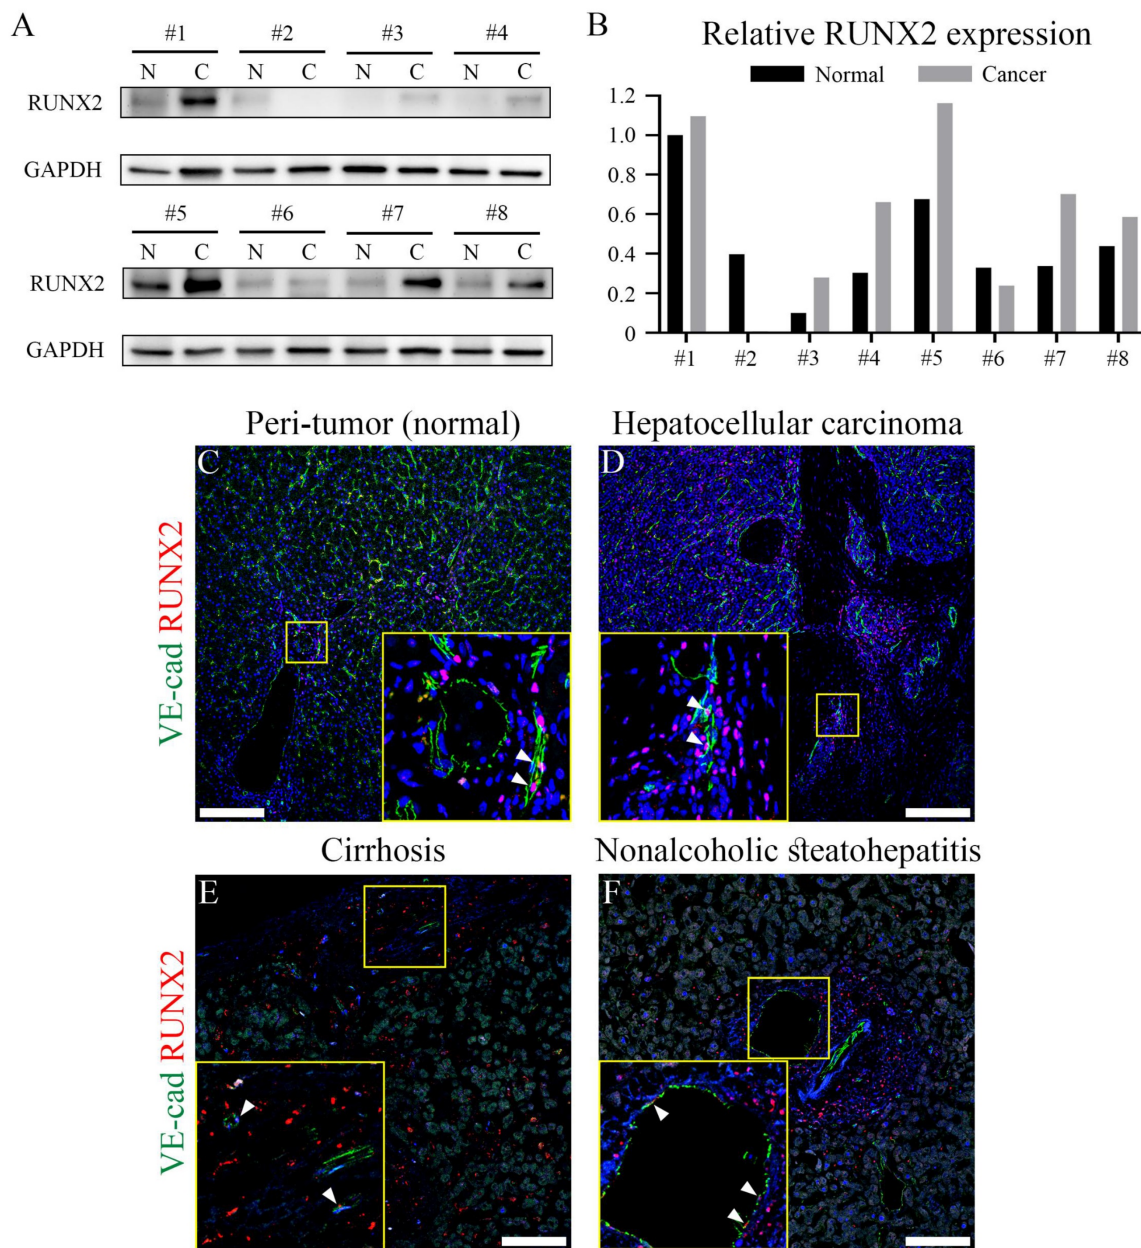 A
#1 #2 #3 #4
N C N C N C N C
RUNX2
GAPDH
#5 #6 #7 #8
N C N C N C N C
RUNX2
GAPDH
B
Relative RUNX2 expression
Normal Cancer
1.2
1.0
0.8
0.6
0.4
0.2
0
#1 #2 #3 #4 #5 #6 #7 #8
Peri-tumor (normal)
Hepatocellular carcinoma
C
D
VE-cad RUNX2
Cirrhosis
Nonalcoholic steatohepatitis
E
F
VE-cad RUNX2